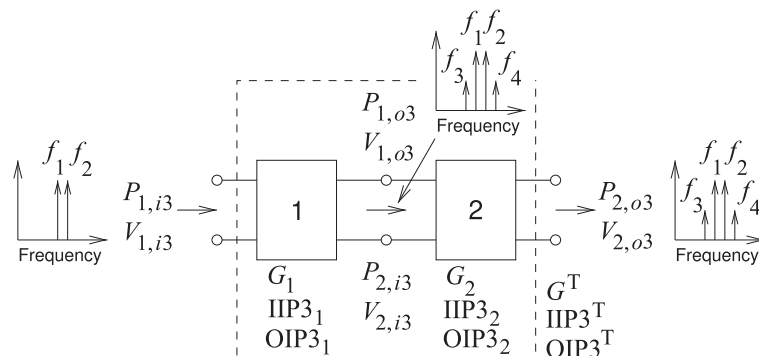 f1 f2
f3 f4
Frequency
P1,o3
V1,o3
f1 f2
Frequency
P1,i3
V1,i3
1
2
P2,o3
V2,o3
f1 f2
f3 f4
Frequency
G1
IIP31
OIP31
P2,i3
V2,i3
G2
IIP32
OIP32
GT
IIP3T
OIP3T